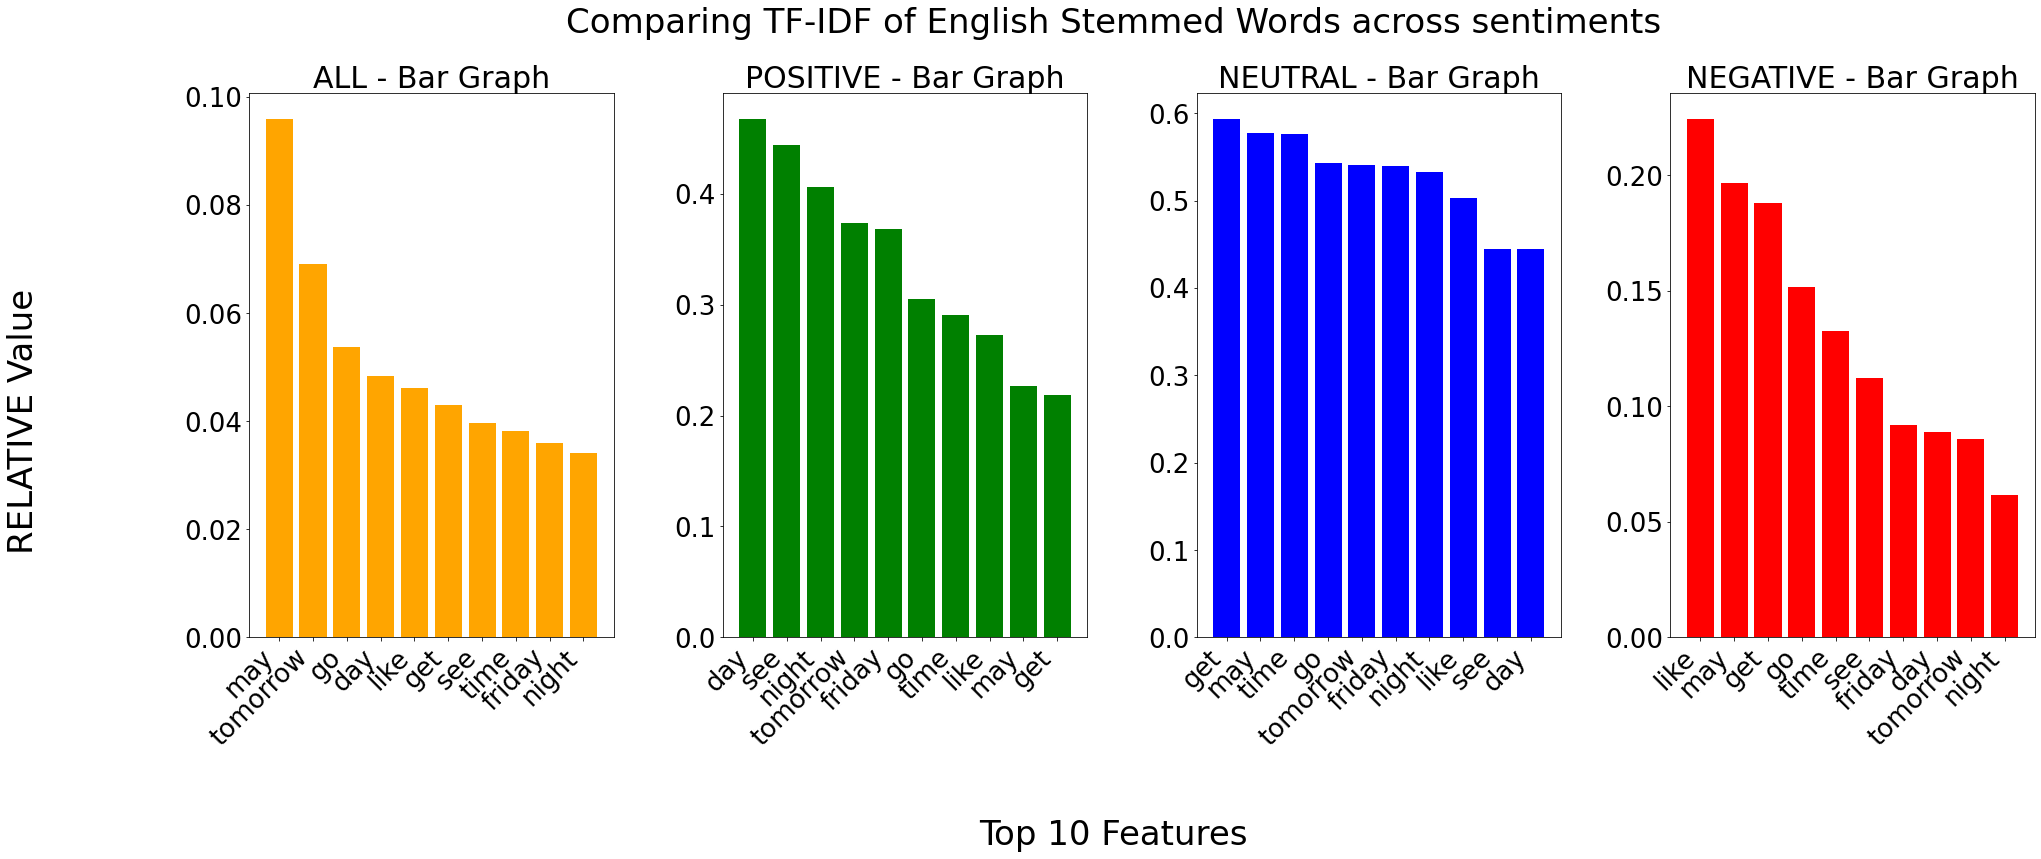 Comparing TF-IDF of English Stemmed Words across sentiments
RELATIVE Value
ALL - Bar Graph
0.10
0.08
0.06
0.04
0.02
0.00
may
tomorrow
go
day
like
get
see
time
friday
night
POSITIVE - Bar Graph
0.4
0.3
0.2
0.1
0.0
day
see
night
tomorrow
friday
go
time
like
may
get
NEUTRAL - Bar Graph
0.6
0.5
0.4
0.3
0.2
0.1
0.0
get
may
time
go
tomorrow
friday
night
like
see
day
NEGATIVE - Bar Graph
0.20
0.15
0.10
0.05
0.00
like
may
get
go
time
see
friday
day
tomorrow
night
Top 10 Features